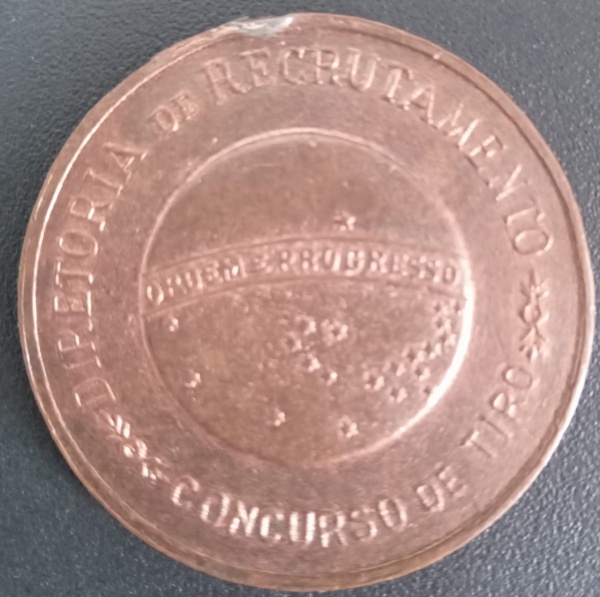 DIRETORIA DE RECRUTAMENTO
ORDEM E PROGRESSO
CONCURSO DE TIRO